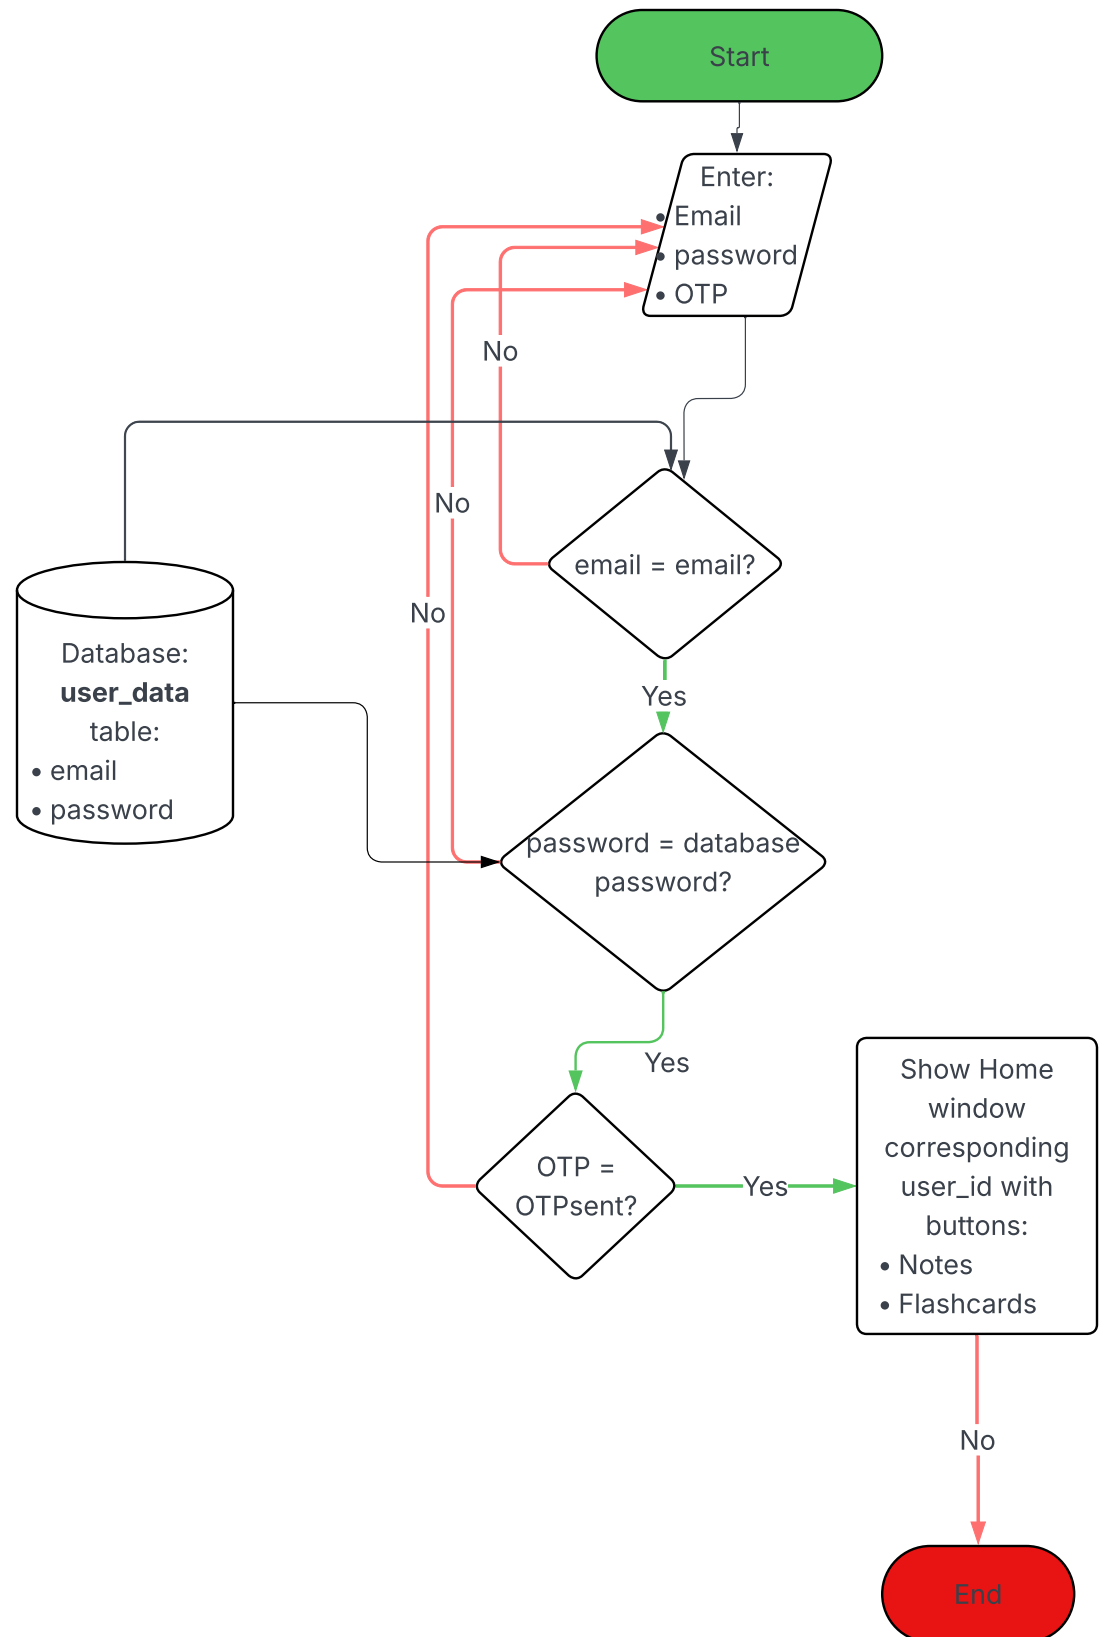 Start
Enter:
• Email
• password
• OTP
No
No
email = email?
No
Database:
user_data
table:
• email
• password
Yes
password = database
password?
Yes
OTP =
OTPsent?
Yes
Show Home
window
corresponding
user_id with
buttons:
• Notes
• Flashcards
No
End